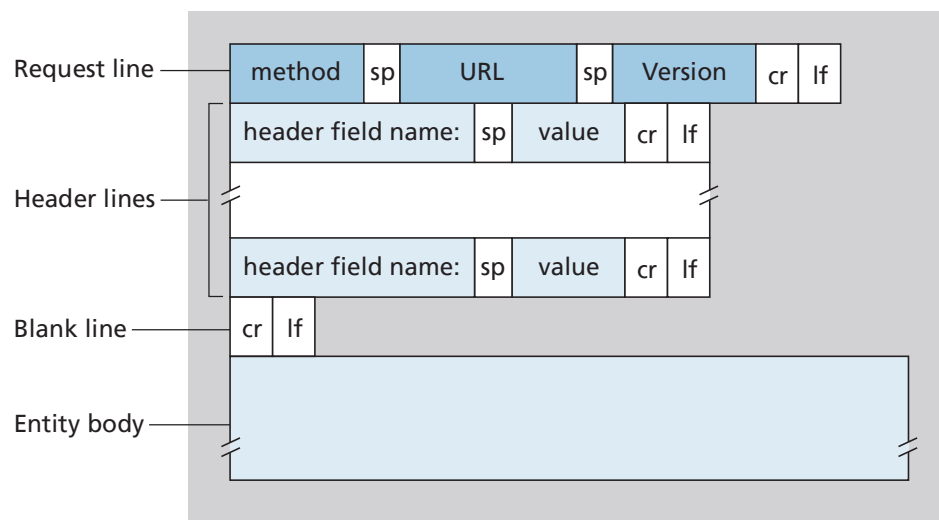 Request line method sp URL sp Version cr lf
header field name: sp value cr lf
Header lines
header field name: sp value cr lf
Blank line cr lf
Entity body